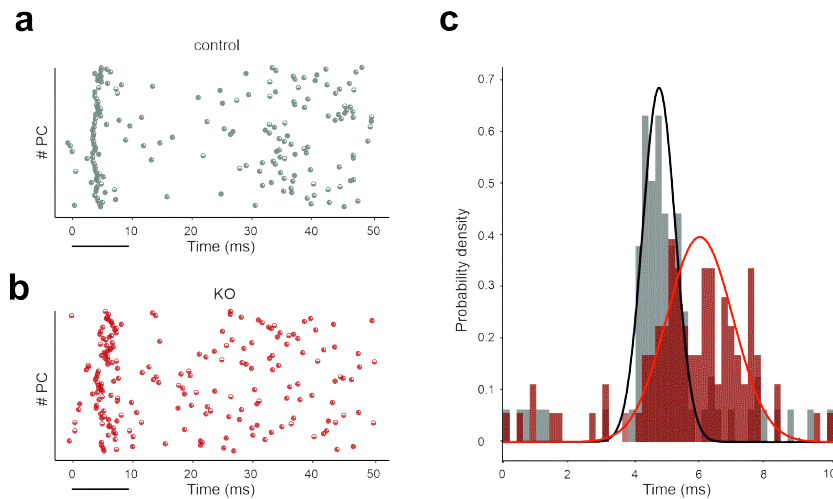 a
control
# PC
0 10 20 30 40 50
Time (ms)
b
KO
# PC
0 10 20 30 40 50
Time (ms)
c
Probability density
0.7
0.6
0.5
0.4
0.3
0.2
0.1
0
0 2 4 6 8 10
Time (ms)